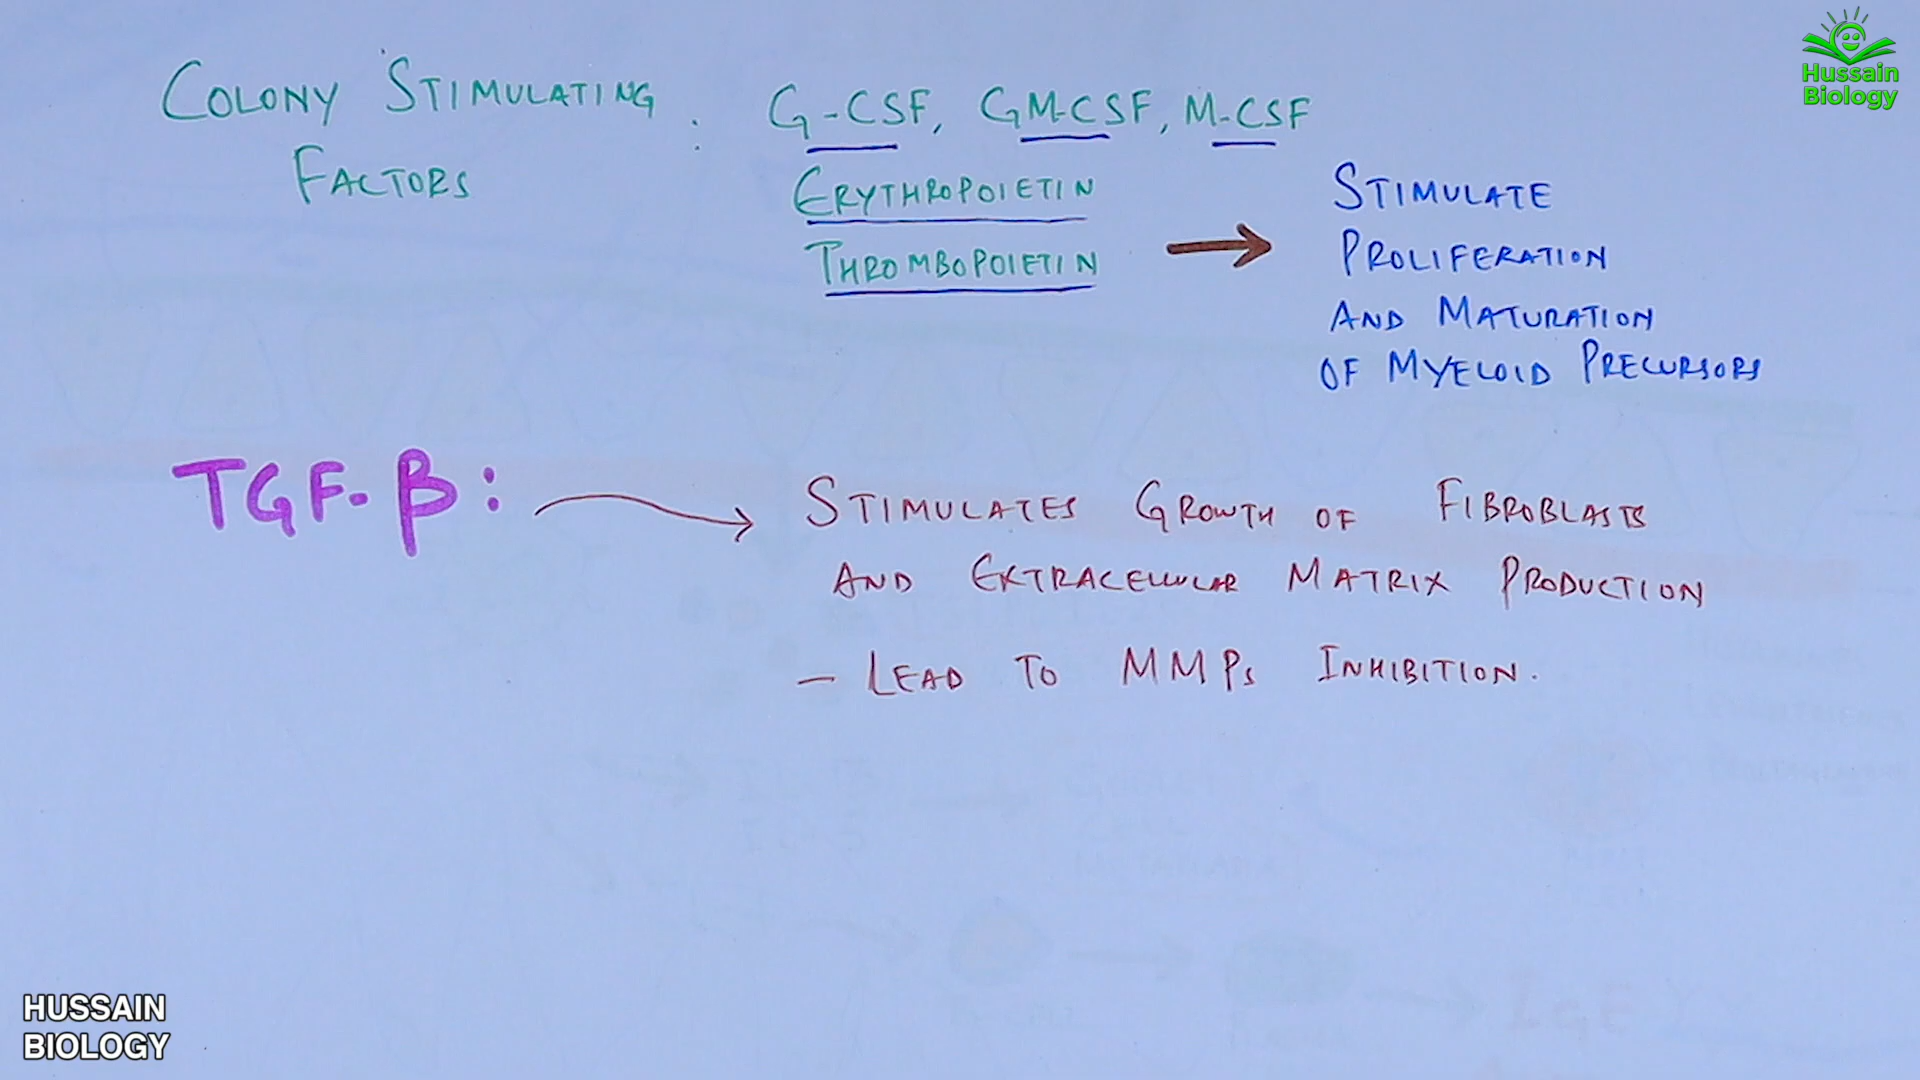 COLONY STIMULATING : G-CSF, GM-CSF, M-CSF
FACTORS
ERYTHROPOIETIN
THROMBOPOIETIN
STIMULATE
PROLIFERATION
AND MATURATION
OF MYELOID PRECURSORS
TGF-β:
STIMULATES GROWTH OF FIBROBLASTS
AND EXTRACELLULAR MATRIX PRODUCTION
- LEAD TO MMPs INHIBITION.
Hussain
Biology
HUSSAIN
BIOLOGY
IgE